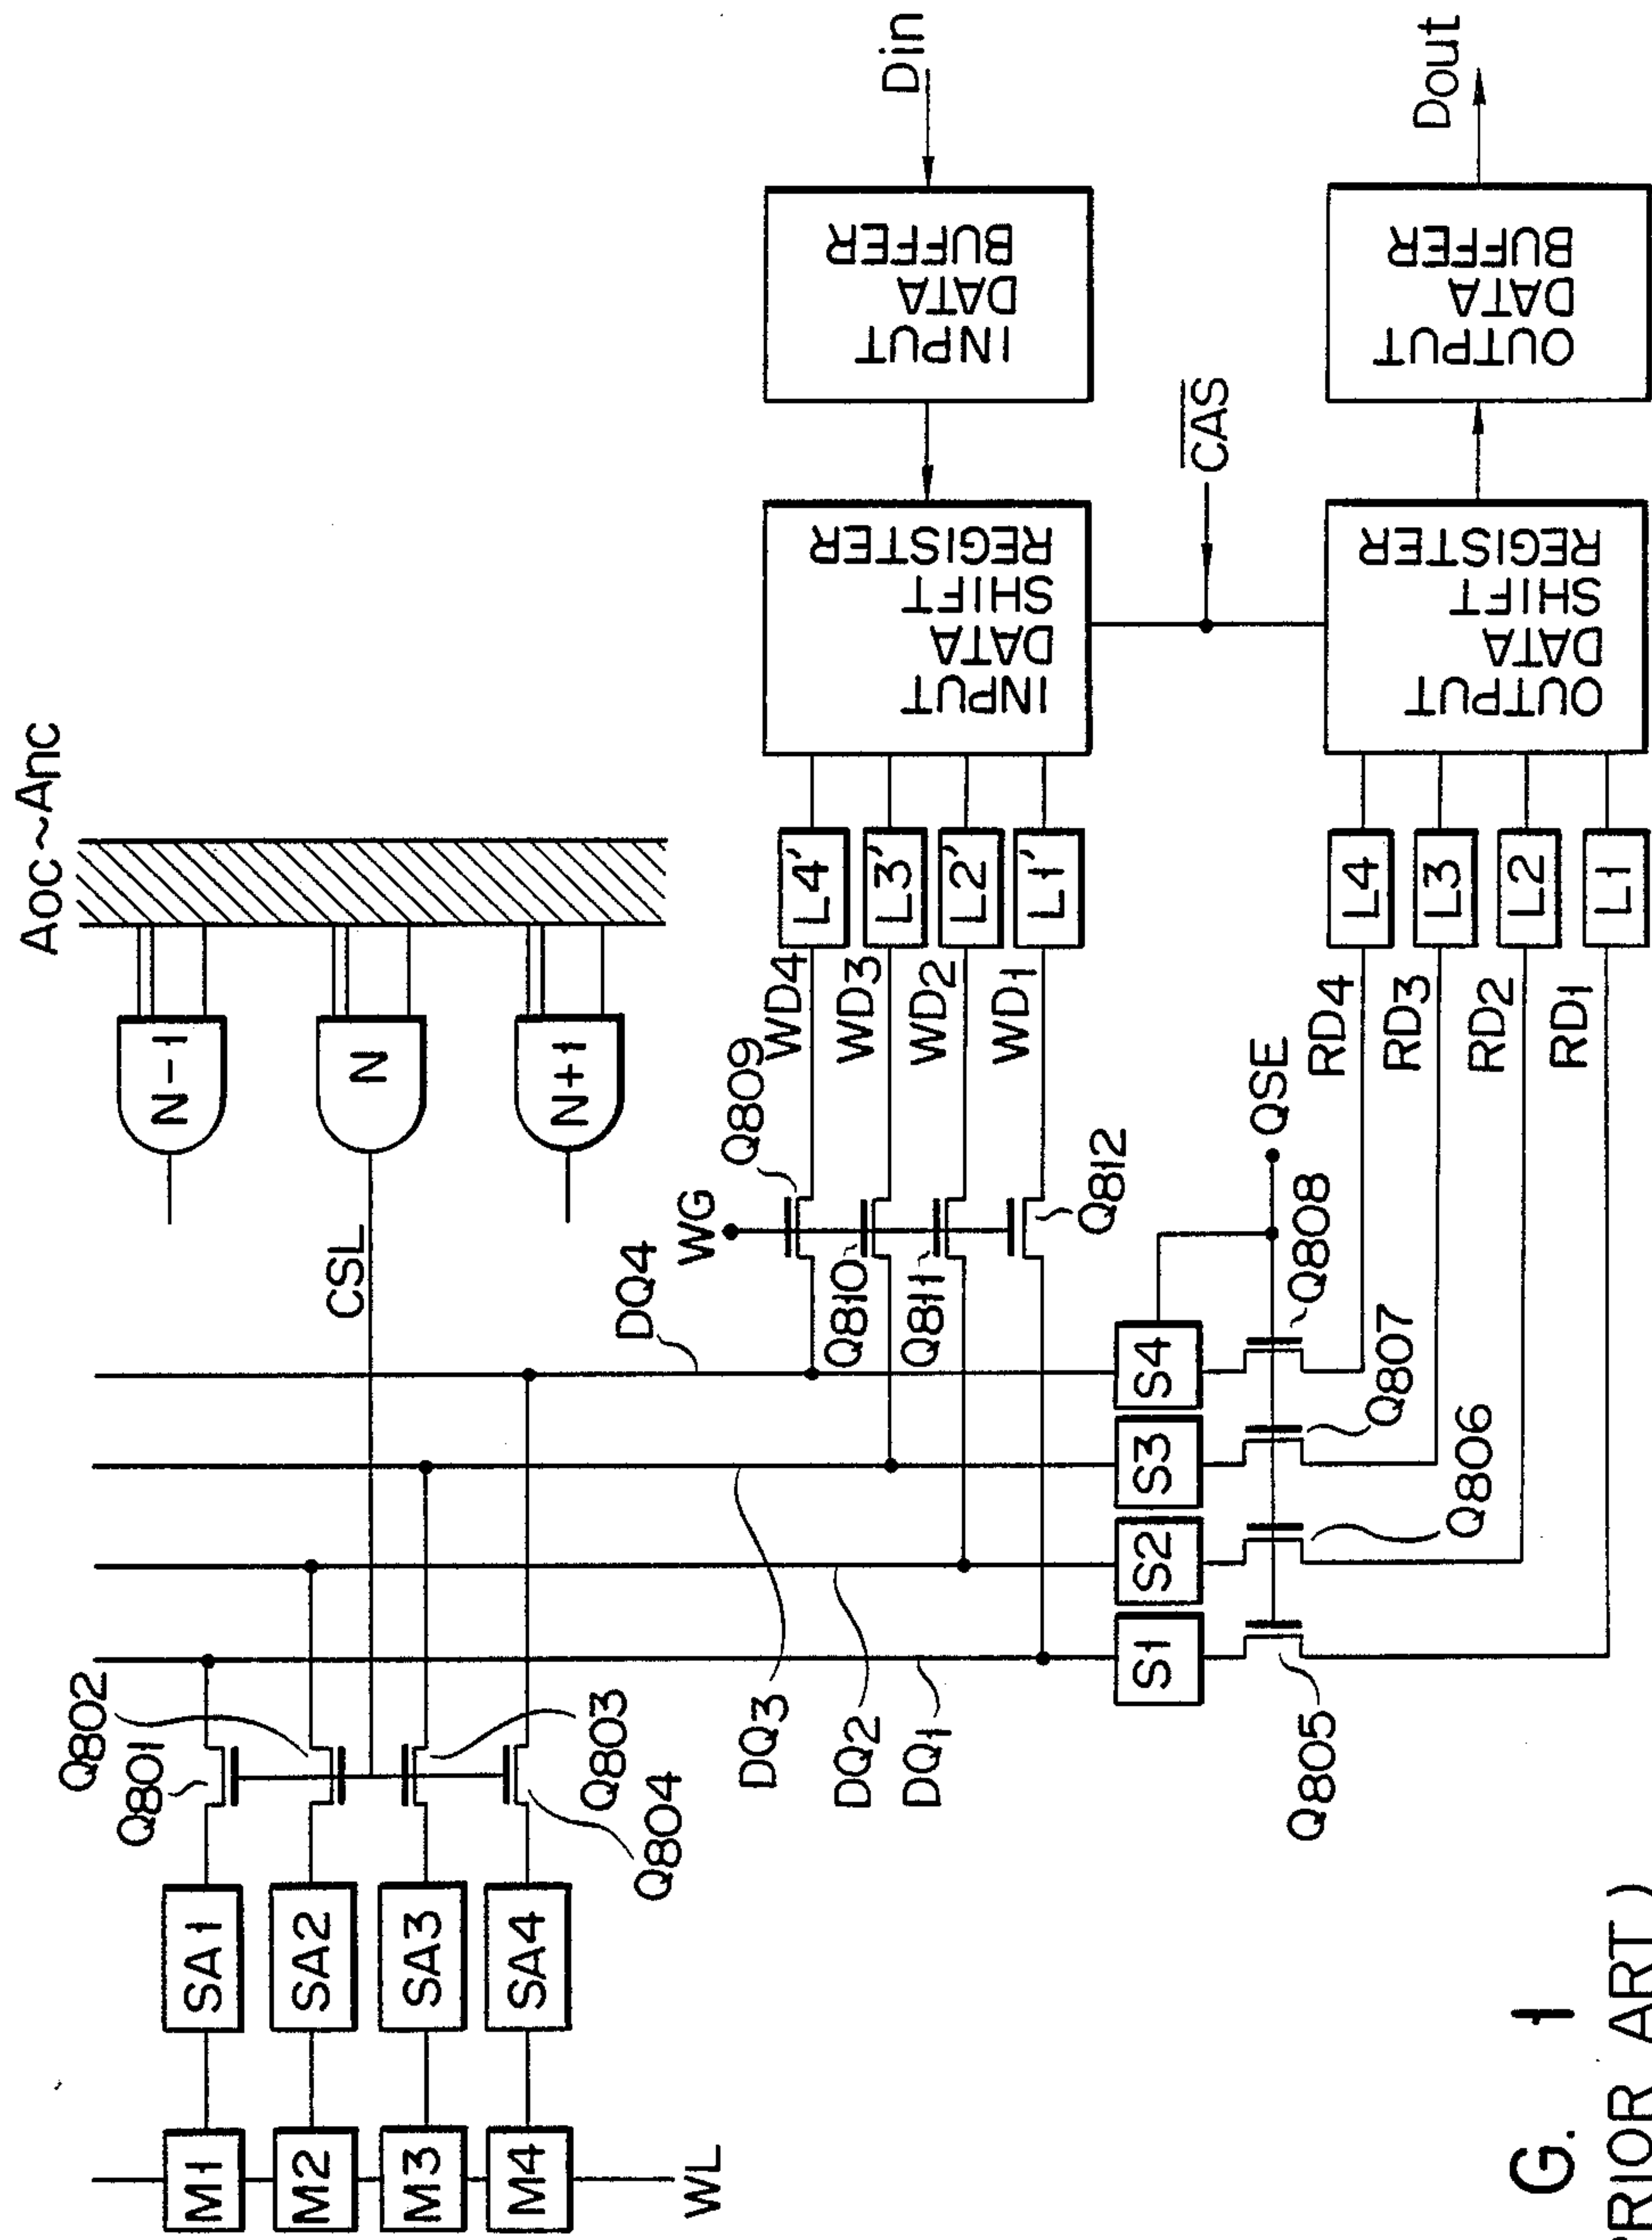 M1
M2
M3
M4
WL
SA1
SA2
SA3
SA4
Q801
Q802
Q803
Q804
CSL
N-1
N
N+1
Aoc~Anc
DQ4
DQ3
DQ2
DQ1
WG
Q809
Q810
Q811
Q812
WD4
WD3
WD2
WD1
L4'
L3'
L2'
L1'
INPUT
DATA
SHIFT
REGISTER
INPUT
DATA
BUFFER
Din
C̅A̅S̅
S1
S2
S3
S4
Q805
Q806
Q807
Q808
QSE
RD4
RD3
RD2
RD1
L4
L3
L2
L1
OUTPUT
DATA
SHIFT
REGISTER
OUTPUT
DATA
BUFFER
Dout
G. 1
PRIOR ART)